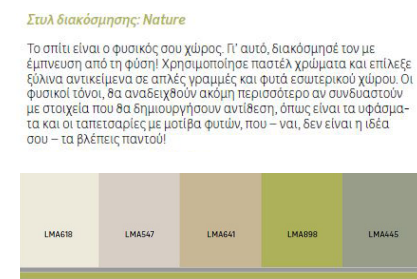 Στυλ διακόσμησης: Nature
Το σπίτι είναι ο φυσικός σου χώρος. Γι’ αυτό, διακόσμησέ τον με
έμπνευση από τη φύση! Χρησιμοποίησε παστέλ χρώματα και επίλεξε
ξύλινα αντικείμενα σε απλές γραμμές και φυτά εσωτερικού χώρου. Οι
φυσικοί τόνοι, θα αναδειχθούν ακόμη περισσότερο αν συνδυαστούν
με στοιχεία που θα δημιουργήσουν αντίθεση, όπως είναι τα υφάσμα-
τα και οι ταπετσαρίες με μοτίβα φυτών, που – ναι, δεν είναι η ιδέα
σου – τα βλέπεις παντού!
LMA618 LMA547 LMA641 LMA898 LMA445